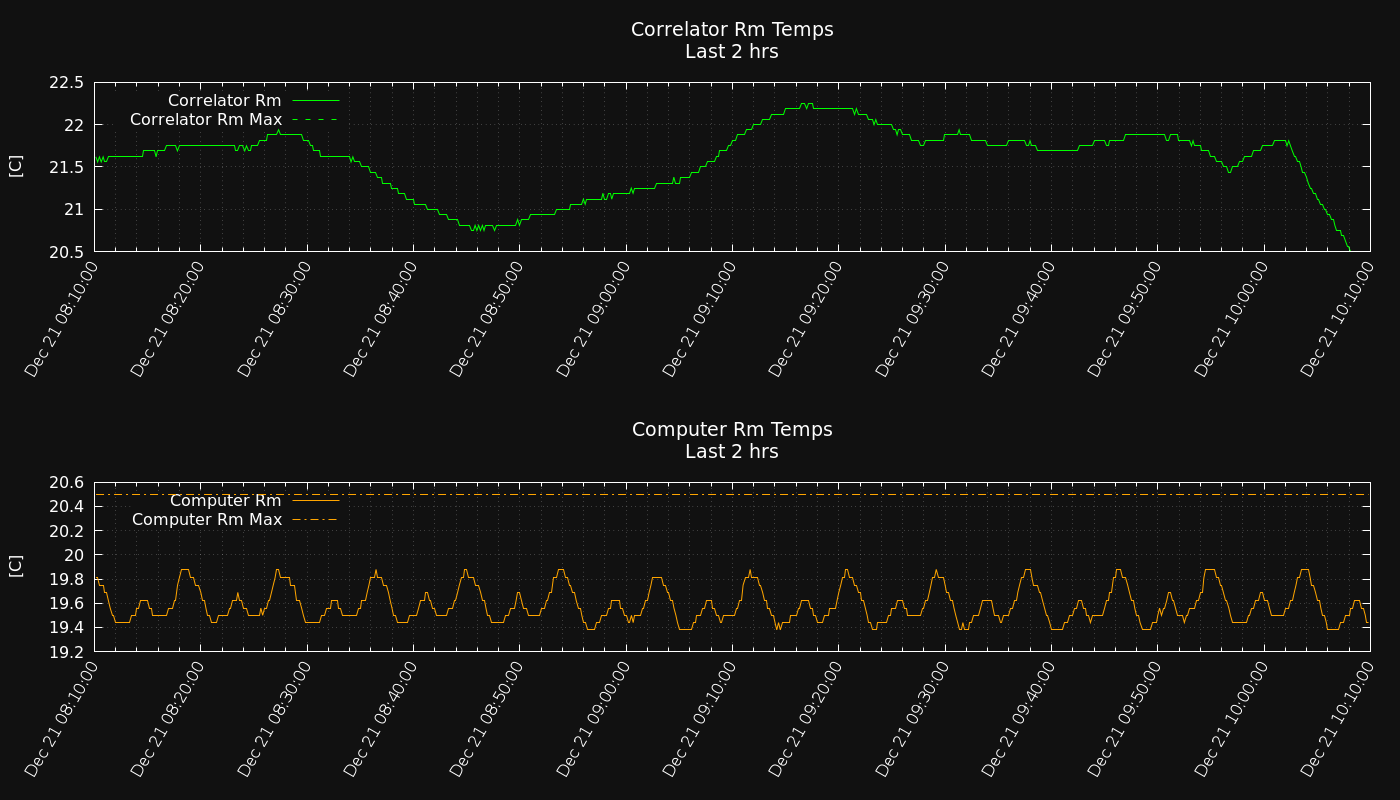 Correlator Rm Temps
Last 2 hrs
22.5
22
21.5
21
20.5
[C]
Correlator Rm
Correlator Rm Max
Dec 21 08:10:00
Dec 21 08:20:00
Dec 21 08:30:00
Dec 21 08:40:00
Dec 21 08:50:00
Dec 21 09:00:00
Dec 21 09:10:00
Dec 21 09:20:00
Dec 21 09:30:00
Dec 21 09:40:00
Dec 21 09:50:00
Dec 21 10:00:00
Dec 21 10:10:00
Computer Rm Temps
Last 2 hrs
20.6
20.4
20.2
20
19.8
19.6
19.4
19.2
[C]
Computer Rm
Computer Rm Max
Dec 21 08:10:00
Dec 21 08:20:00
Dec 21 08:30:00
Dec 21 08:40:00
Dec 21 08:50:00
Dec 21 09:00:00
Dec 21 09:10:00
Dec 21 09:20:00
Dec 21 09:30:00
Dec 21 09:40:00
Dec 21 09:50:00
Dec 21 10:00:00
Dec 21 10:10:00